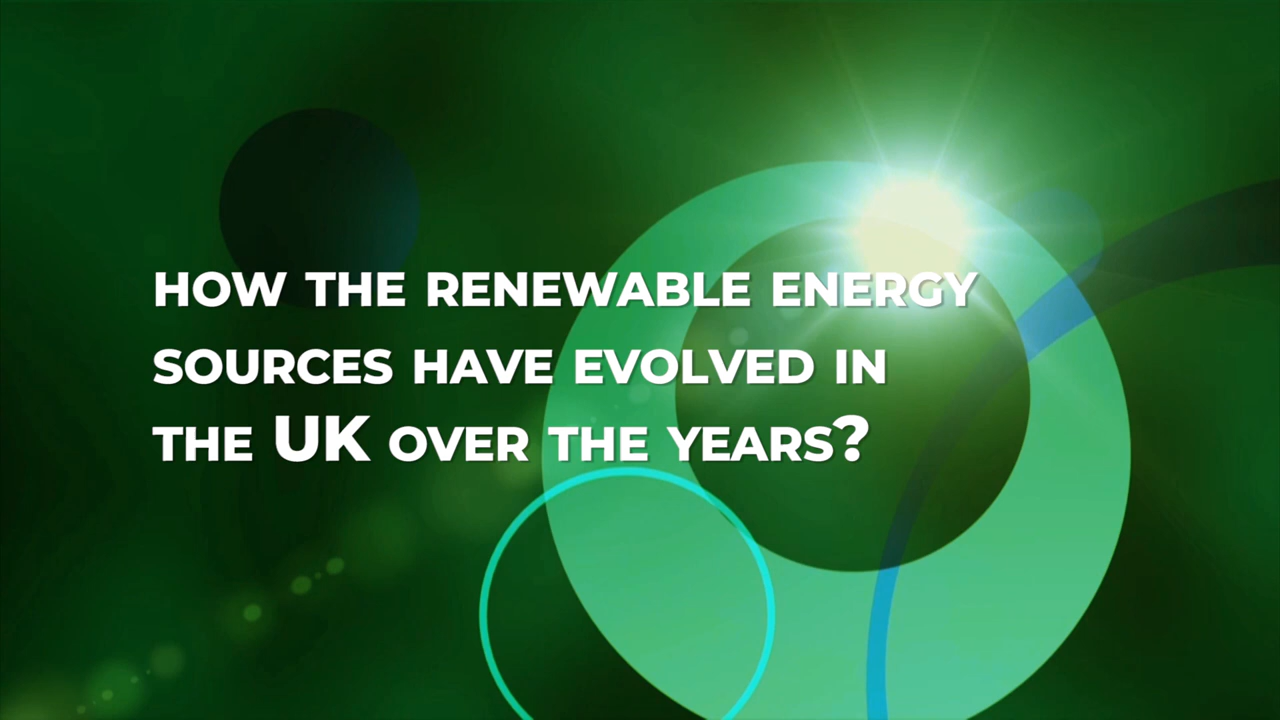 HOW THE RENEWABLE ENERGY
SOURCES HAVE EVOLVED IN
THE UK OVER THE YEARS?